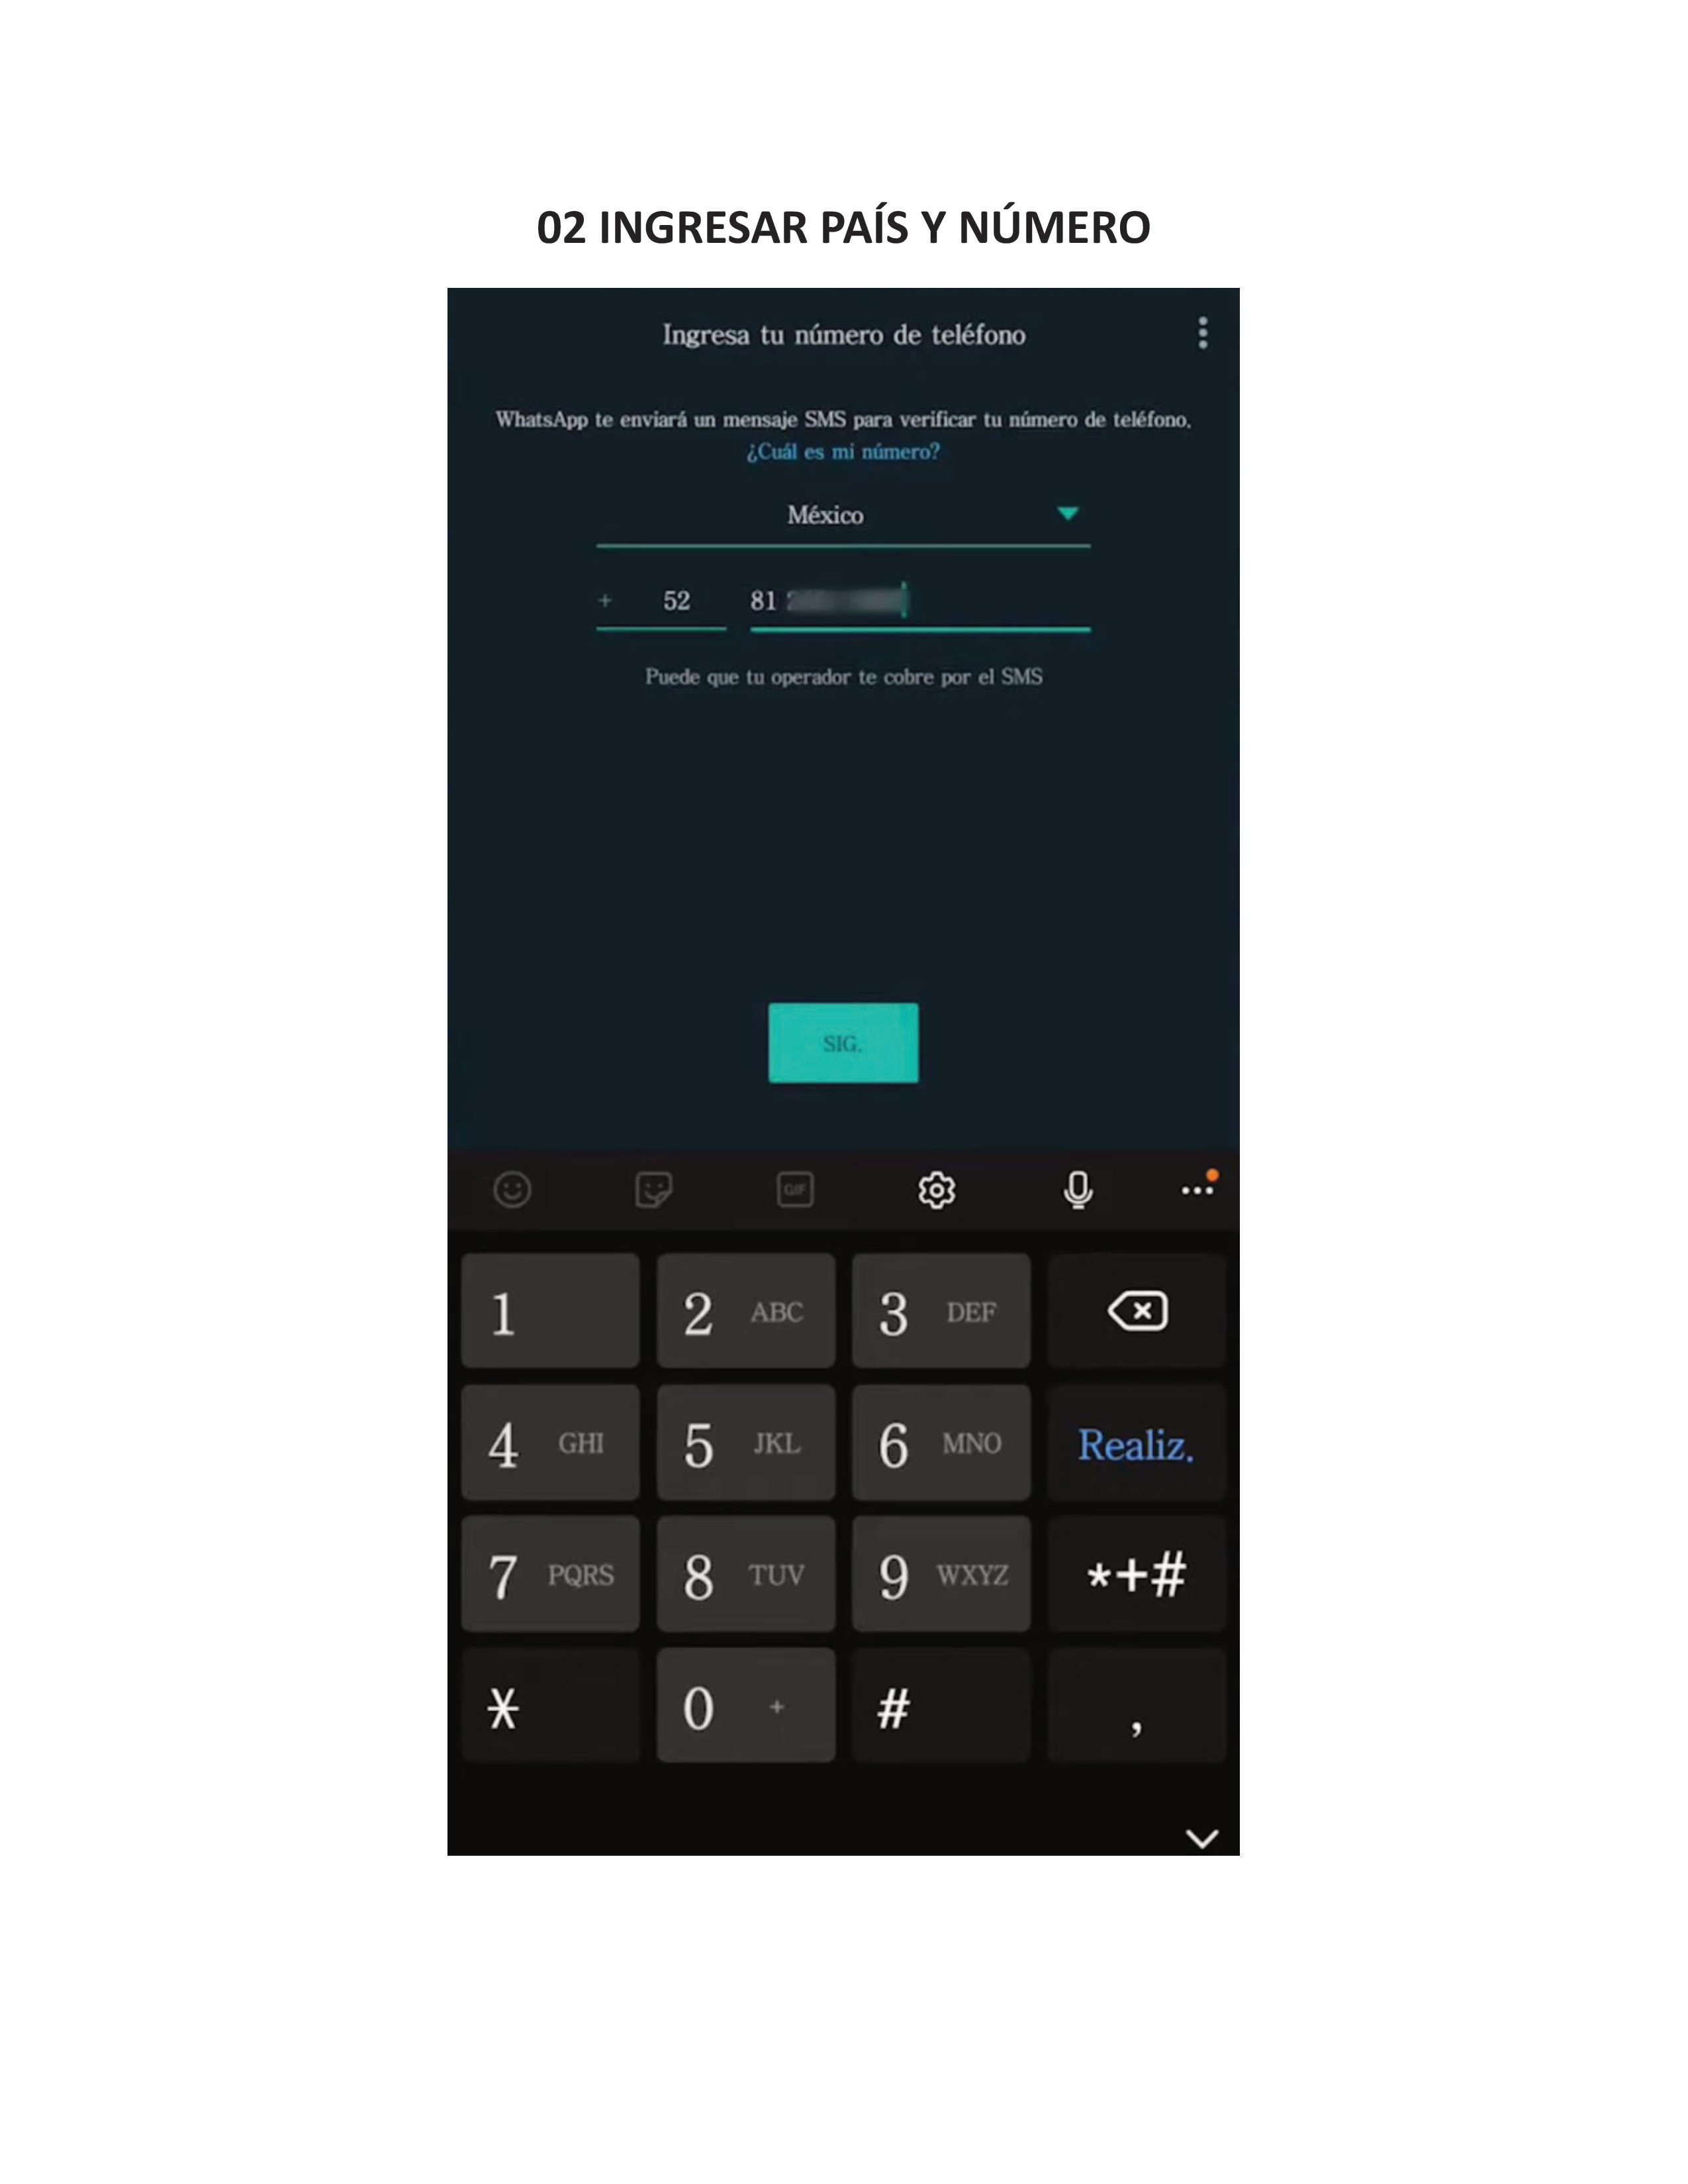 02 INGRESAR PAÍS Y NÚMERO
Ingresa tu número de teléfono
WhatsApp te enviará un mensaje SMS para verificar tu número de teléfono.
¿Cuál es mi número?
México
+ 52 81
Puede que tu operador te cobre por el SMS
SIG.
GIF
1 2 ABC 3 DEF
4 GHI 5 JKL 6 MNO Realiz.
7 PQRS 8 TUV 9 WXYZ *+#
* 0 + # ,